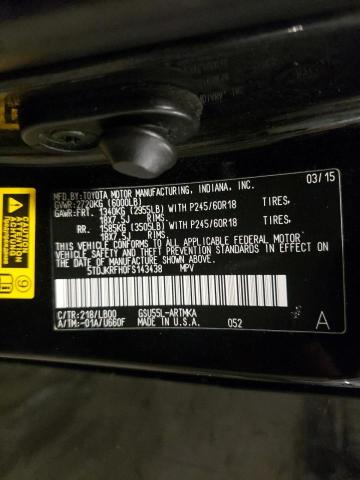 MFD.BY:TOYOTA MOTOR MANUFACTURING, INDIANA, INC. 03/15
GVWR:2720KG (6000LB)
GAWR:FRT. 1340KG (2955LB) WITH P245/60R18 TIRES,
18X7.5J RIMS,
RR. 1585KG (3505LB) WITH P245/60R18 TIRES,
18X7.5J RIMS
THIS VEHICLE CONFORMS TO ALL APPLICABLE FEDERAL MOTOR
VEHICLE SAFETY AND THEFT PREVENTION STANDARDS IN EFFECT
ON THE DATE OF MANUFACTURE SHOWN ABOVE.
5TDJKRFH0FS143438 MPV
C/TR:218/LB00 GSU55L-ARTMKA
A/TM:-01A/U660F MADE IN U.S.A. 052 A